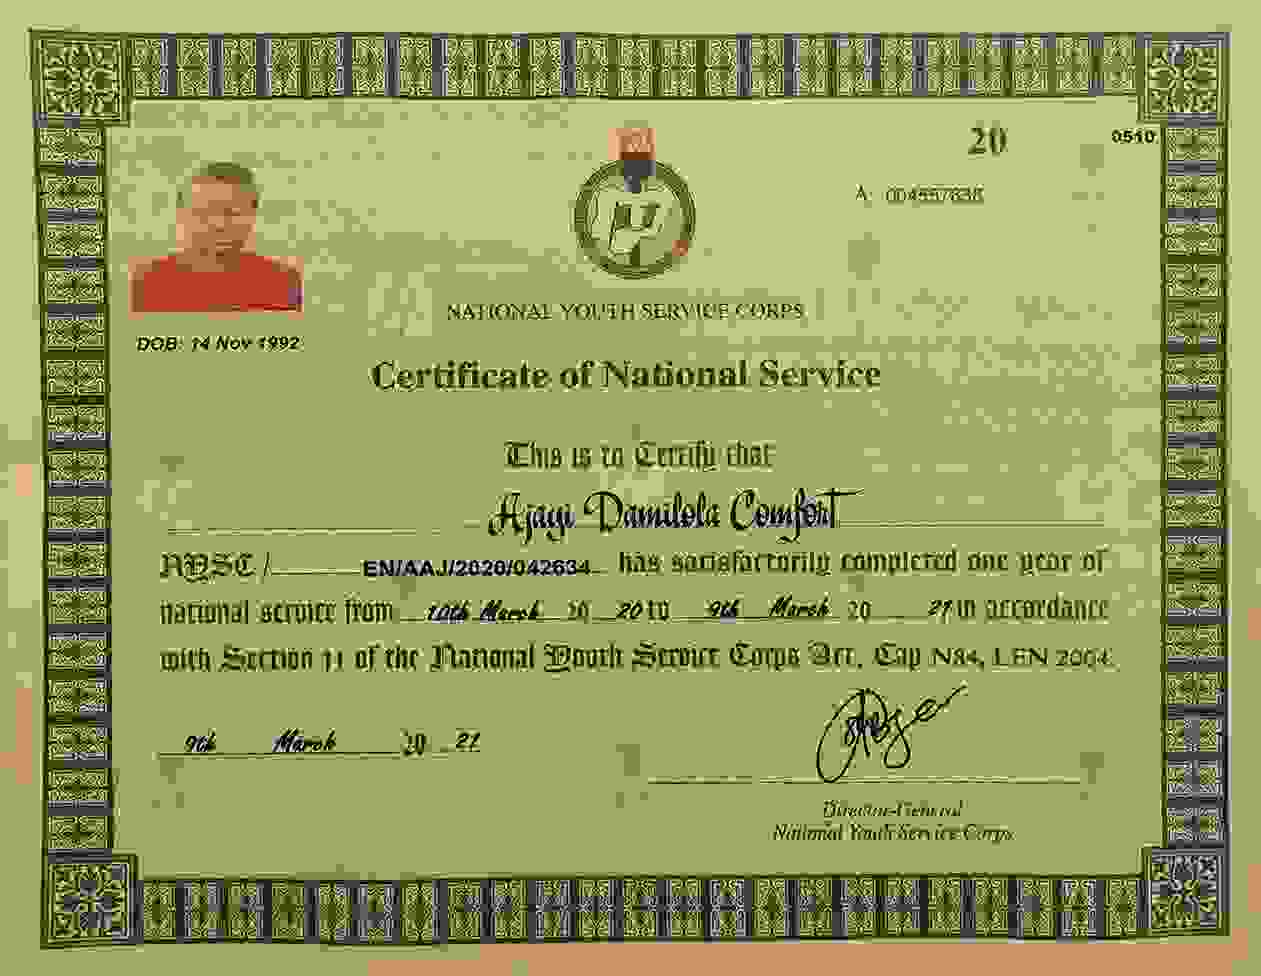 20
0510
A 004557838
NATIONAL YOUTH SERVICE CORPS
DOB: 14 Nov 1992
Certificate of National Service
This is to Certify that
Ajayi Damilola Comfort
NYSC/ EN/AAJ/2020/042634 has satisfactorily completed one year of
national service from 10th March 20 20 to 9th March 20 21 in accordance
with Section 11 of the National Youth Service Corps Act, Cap N84, LFN 2004.
9th March 20 21
Director-General
National Youth Service Corps